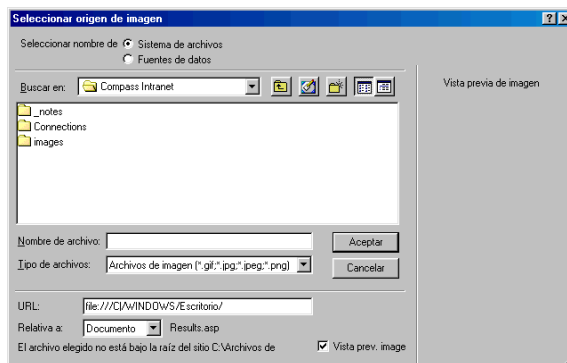 Seleccionar origen de imagen
Seleccionar nombre de Sistema de archivos
Fuentes de datos
Buscar en: Compass Intranet
Vista previa de imagen
_notes
Connections
images
Nombre de archivo:
Aceptar
Tipo de archivos: Archivos de imagen (*.gif;*.jpg;*.jpeg;*.png)
Cancelar
URL: file:///C|/WINDOWS/Escritorio/
Relativa a: Documento Results.asp
El archivo elegido no está bajo la raíz del sitio C:\Archivos de Vista prev. image